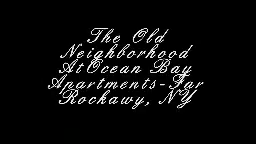 The Old
Neighborhood
At Ocean Bay
Apartments-Far
Rockawy, NY